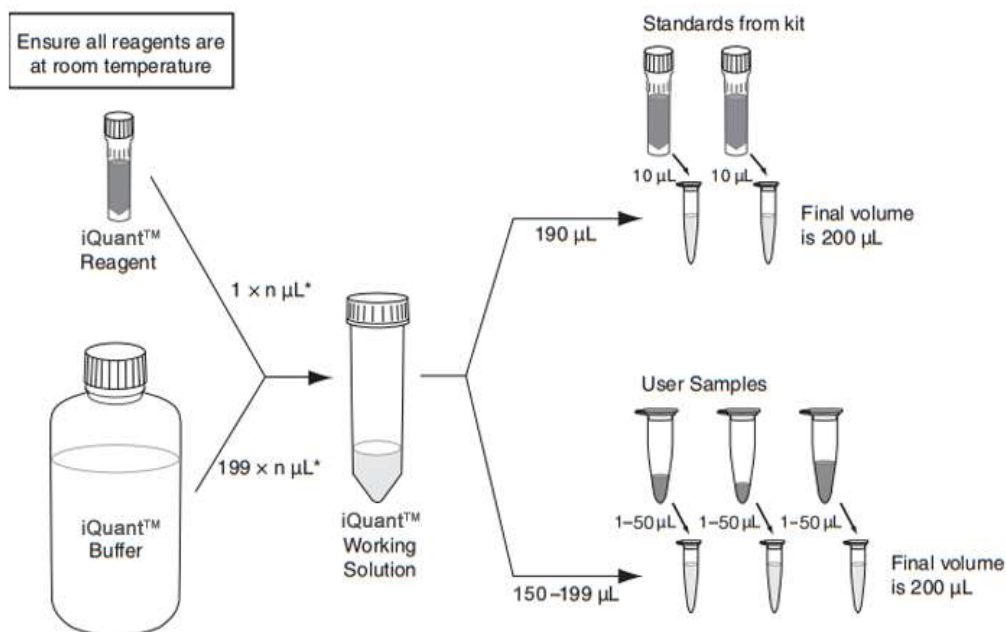 Ensure all reagents are
at room temperature
iQuant™
Reagent
1 × n μL*
iQuant™
Buffer
199 × n μL*
iQuant™
Working
Solution
Standards from kit
10 μL
10 μL
190 μL
Final volume
is 200 μL
User Samples
1–50 μL
1–50 μL
1–50 μL
150–199 μL
Final volume
is 200 μL